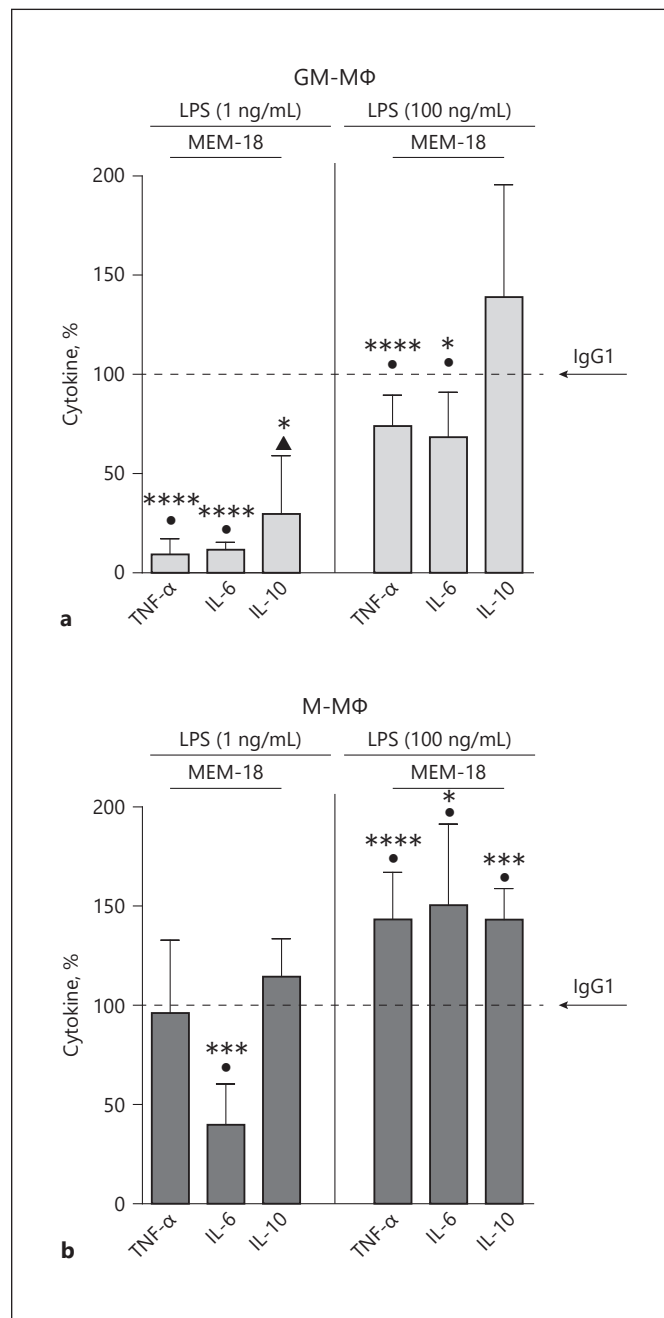 GM-MΦ
LPS (1 ng/mL) LPS (100 ng/mL)
MEM-18 MEM-18
200
150
100
50
0
Cytokine, %
**** **** * **** *
IgG1
TNF-α IL-6 IL-10 TNF-α IL-6 IL-10
a
M-MΦ
LPS (1 ng/mL) LPS (100 ng/mL)
MEM-18 MEM-18
200
150
100
50
0
Cytokine, %
*** **** * ***
IgG1
TNF-α IL-6 IL-10 TNF-α IL-6 IL-10
b